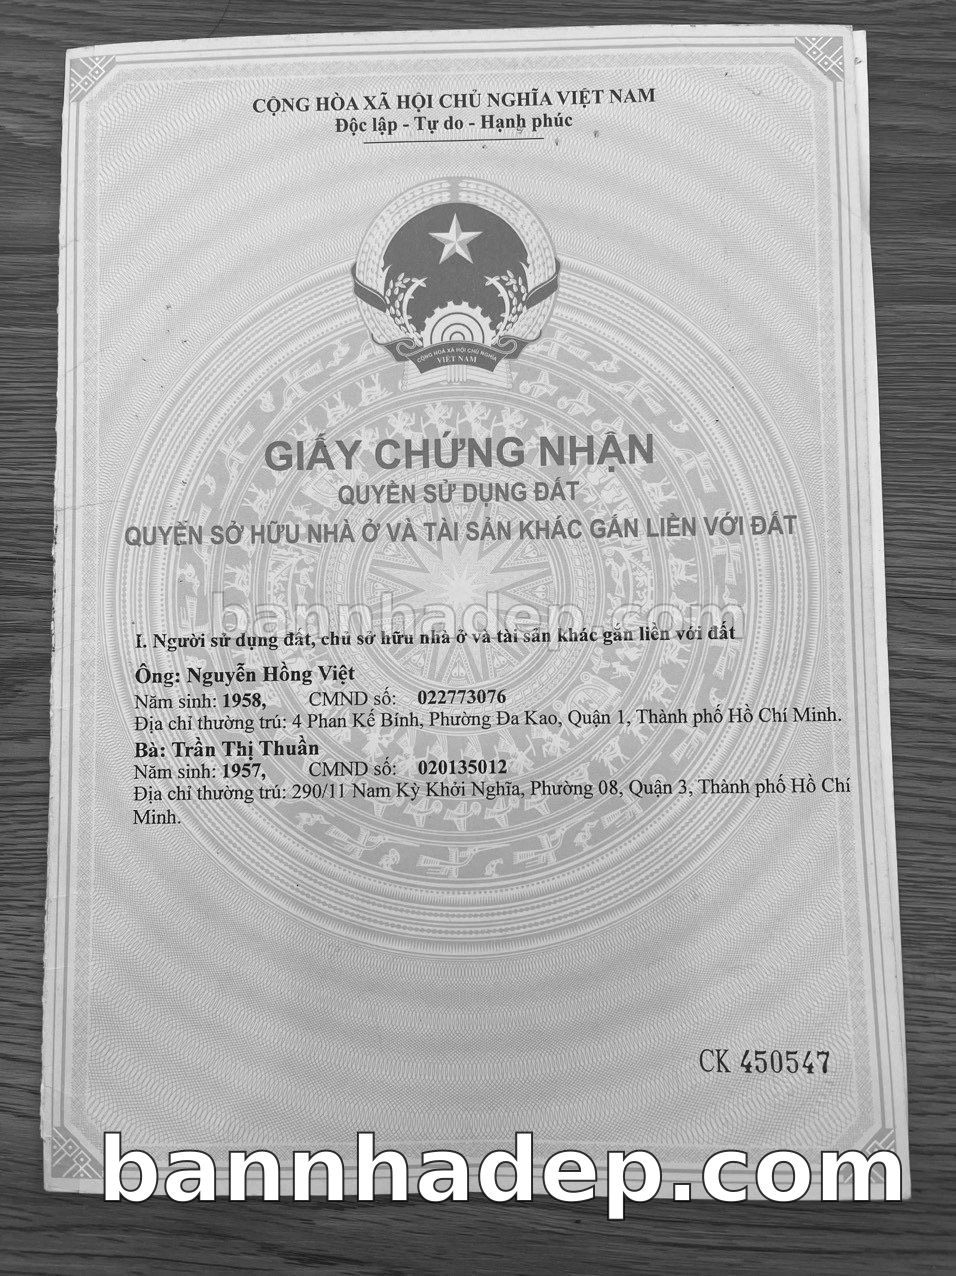 CỘNG HÒA XÃ HỘI CHỦ NGHĨA VIỆT NAM
Độc lập - Tự do - Hạnh phúc
CỘNG HOÀ XÃ HỘI CHỦ NGHĨA
VIỆT NAM
GIẤY CHỨNG NHẬN
QUYỀN SỬ DỤNG ĐẤT
QUYỀN SỞ HỮU NHÀ Ở VÀ TÀI SẢN KHÁC GẮN LIỀN VỚI ĐẤT
bannhadep.com
I. Người sử dụng đất, chủ sở hữu nhà ở và tài sản khác gắn liền với đất
Ông: Nguyễn Hồng Việt
Năm sinh: 1958, CMND số: 022773076
Địa chỉ thường trú: 4 Phan Kế Bính, Phường Đa Kao, Quận 1, Thành phố Hồ Chí Minh.
Bà: Trần Thị Thuần
Năm sinh: 1957, CMND số: 020135012
Địa chỉ thường trú: 290/11 Nam Kỳ Khởi Nghĩa, Phường 08, Quận 3, Thành phố Hồ Chí
Minh.
CK 450547
bannhadep.com